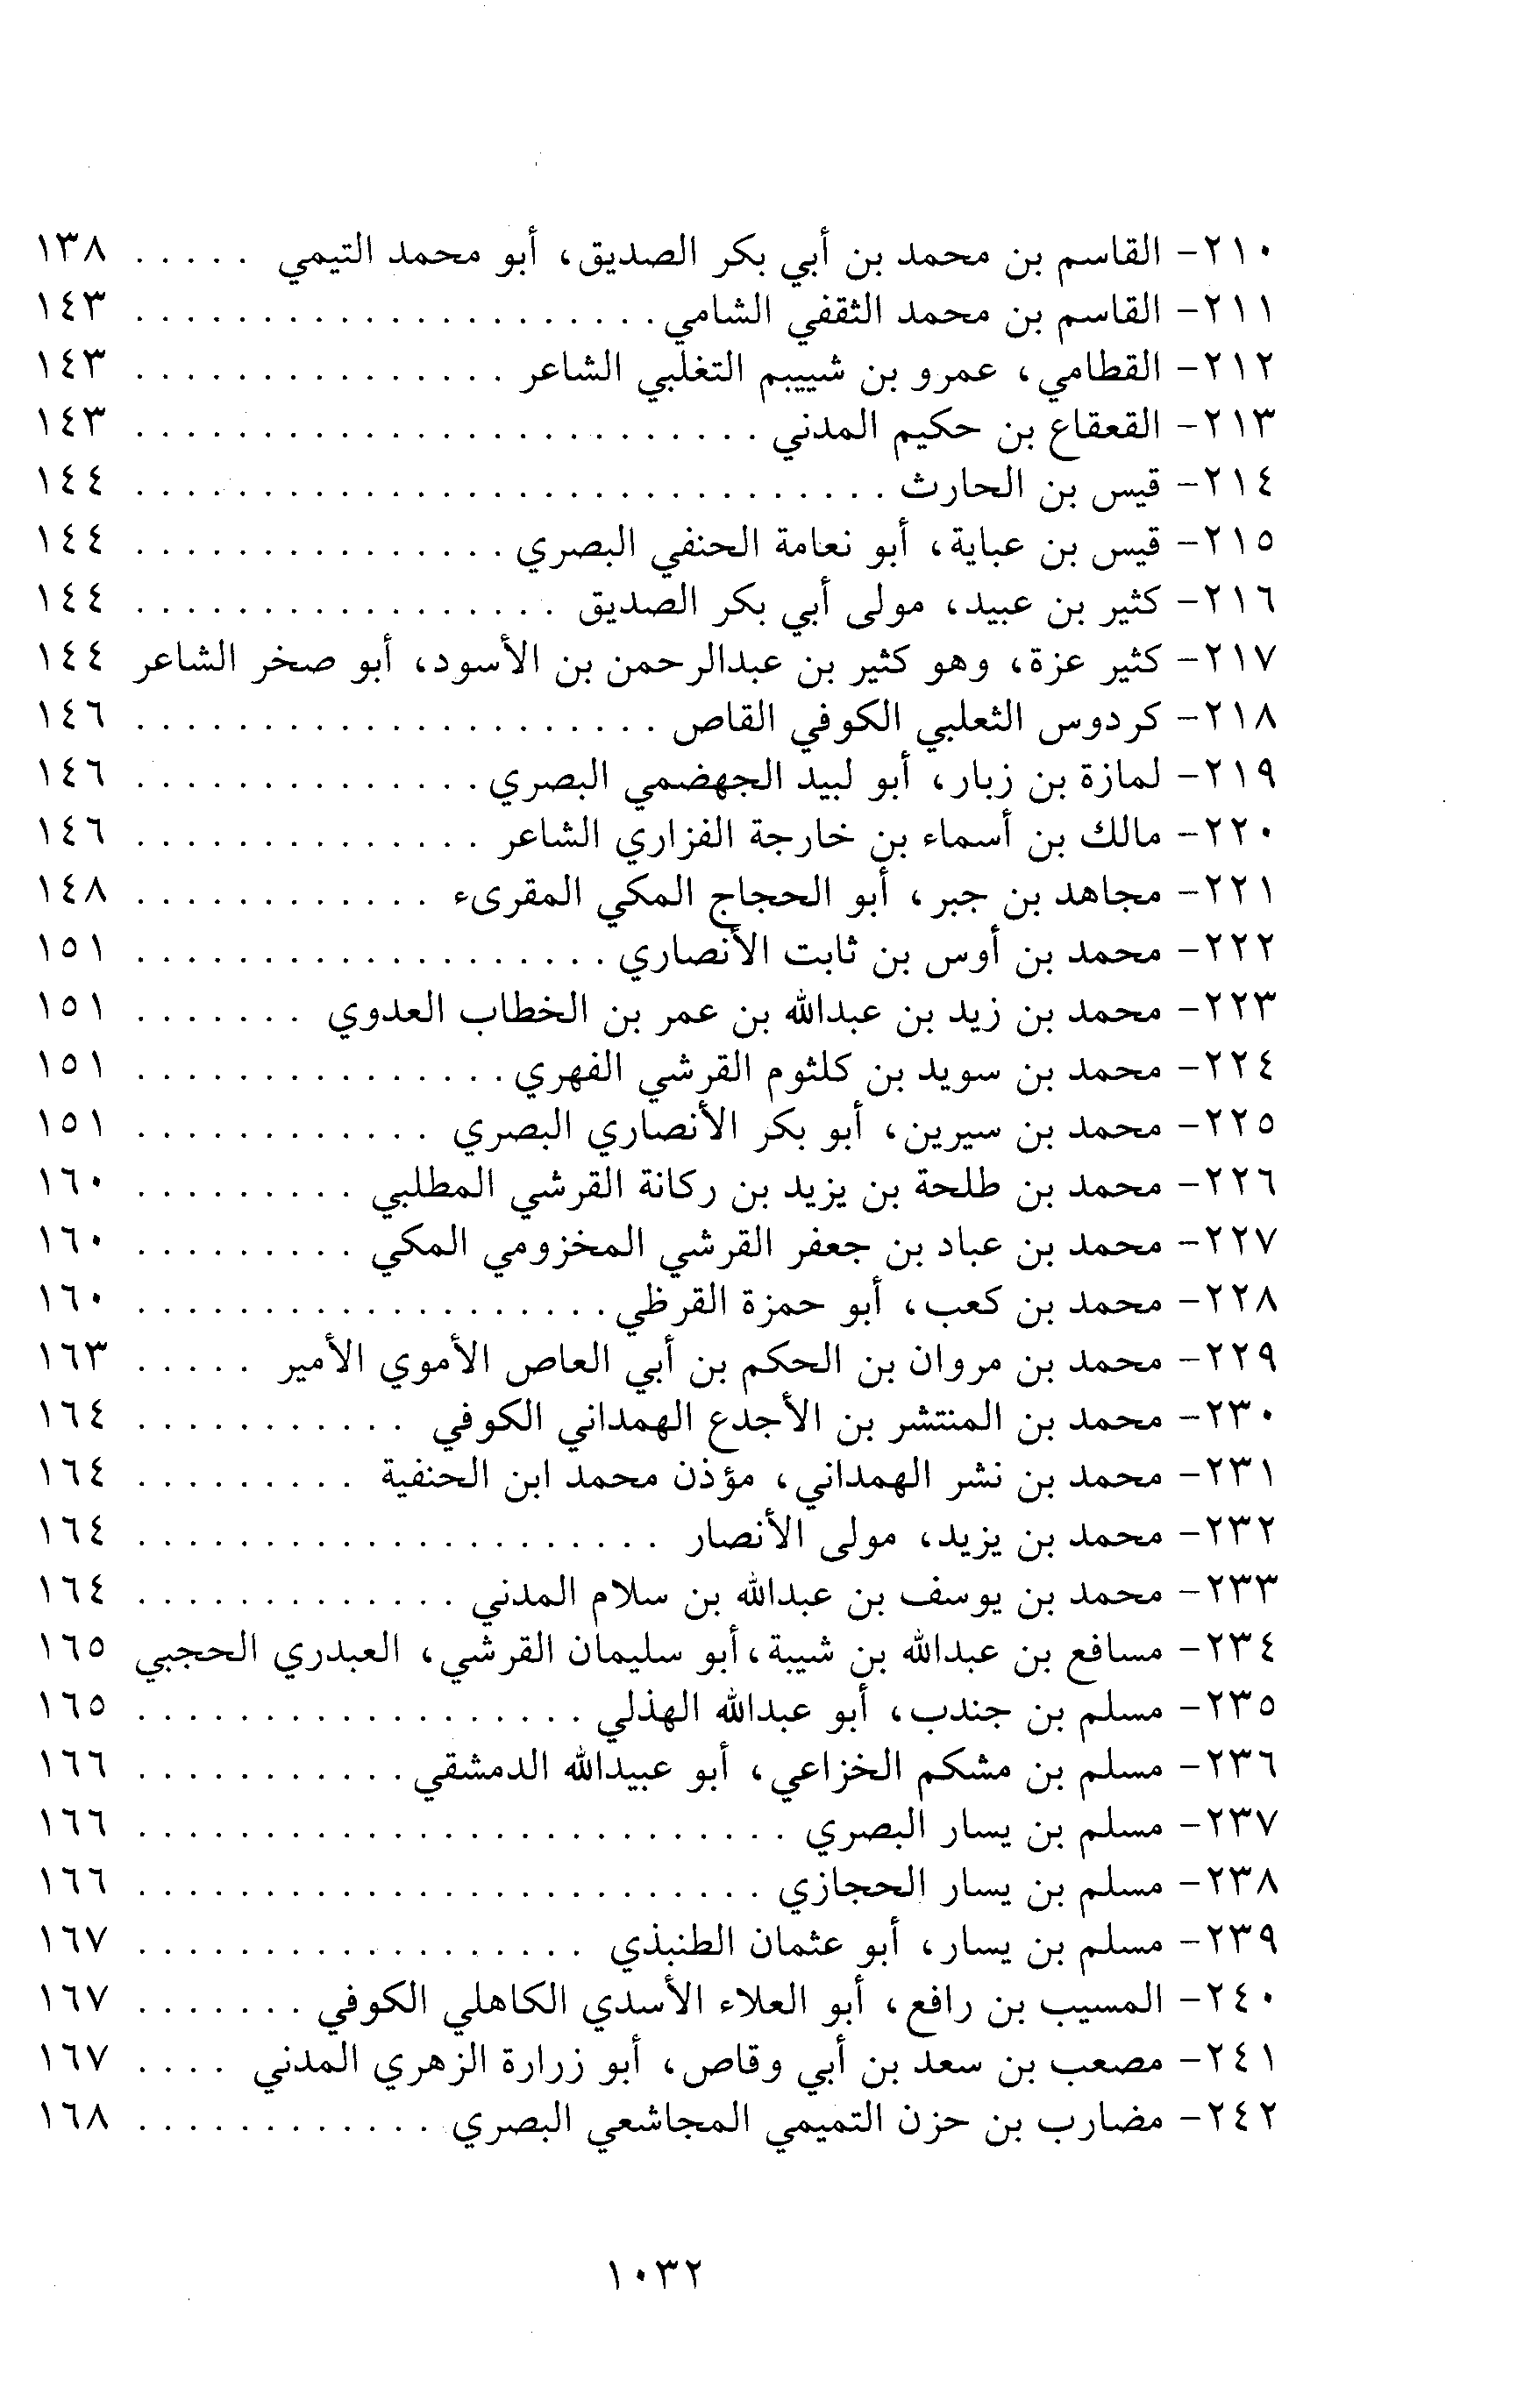 ٢١٠- القاسم بن محمد بن أبي بكر الصديق، أبو محمد التيمي . . . . . ١٣٨
٢١١- القاسم بن محمد الثقفي الشامي . . . . . . . . . . . . . . . . . . . . . ١٤٣
٢١٢- القطامي، عمرو بن شييبم التغلبي الشاعر . . . . . . . . . . . . . . . ١٤٣
٢١٣- القعقاع بن حكيم المدني . . . . . . . . . . . . . . . . . . . . . . . . . ١٤٣
٢١٤- قيس بن الحارث . . . . . . . . . . . . . . . . . . . . . . . . . . . . . . ١٤٤
٢١٥- قيس بن عباية، أبو نعامة الحنفي البصري . . . . . . . . . . . . . . . ١٤٤
٢١٦- كثير بن عبيد، مولى أبي بكر الصديق . . . . . . . . . . . . . . . . . ١٤٤
٢١٧- كثير عزة، وهو كثير بن عبدالرحمن بن الأسود، أبو صخر الشاعر ١٤٤
٢١٨- كردوس الثعلبي الكوفي القاص . . . . . . . . . . . . . . . . . . . . . ١٤٦
٢١٩- لمازة بن زبار، أبو لبيد الجهضمي البصري . . . . . . . . . . . . . . ١٤٦
٢٢٠- مالك بن أسماء بن خارجة الفزاري الشاعر . . . . . . . . . . . . . . ١٤٦
٢٢١- مجاهد بن جبر، أبو الحجاج المكي المقرىء . . . . . . . . . . . . ١٤٨
٢٢٢- محمد بن أوس بن ثابت الأنصاري . . . . . . . . . . . . . . . . . . . ١٥١
٢٢٣- محمد بن زيد بن عبدالله بن عمر بن الخطاب العدوي . . . . . . . ١٥١
٢٢٤- محمد بن سويد بن كلثوم القرشي الفهري . . . . . . . . . . . . . . . ١٥١
٢٢٥- محمد بن سيرين، أبو بكر الأنصاري البصري . . . . . . . . . . . . ١٥١
٢٢٦- محمد بن طلحة بن يزيد بن ركانة القرشي المطلبي . . . . . . . . . ١٦٠
٢٢٧- محمد بن عباد بن جعفر القرشي المخزومي المكي . . . . . . . . . ١٦٠
٢٢٨- محمد بن كعب، أبو حمزة القرظي . . . . . . . . . . . . . . . . . . . ١٦٠
٢٢٩- محمد بن مروان بن الحكم بن أبي العاص الأموي الأمير . . . . . ١٦٣
٢٣٠- محمد بن المنتشر بن الأجدع الهمداني الكوفي . . . . . . . . . . . ١٦٤
٢٣١- محمد بن نشر الهمداني، مؤذن محمد ابن الحنفية . . . . . . . . . ١٦٤
٢٣٢- محمد بن يزيد، مولى الأنصار . . . . . . . . . . . . . . . . . . . . . ١٦٤
٢٣٣- محمد بن يوسف بن عبدالله بن سلام المدني . . . . . . . . . . . . . ١٦٤
٢٣٤- مسافع بن عبدالله بن شيبة، أبو سليمان القرشي، العبدري الحجبي ١٦٥
٢٣٥- مسلم بن جندب، أبو عبدالله الهذلي . . . . . . . . . . . . . . . . . . ١٦٥
٢٣٦- مسلم بن مشكم الخزاعي، أبو عبيدالله الدمشقي . . . . . . . . . . . ١٦٦
٢٣٧- مسلم بن يسار البصري . . . . . . . . . . . . . . . . . . . . . . . . . . ١٦٦
٢٣٨- مسلم بن يسار الحجازي . . . . . . . . . . . . . . . . . . . . . . . . . ١٦٦
٢٣٩- مسلم بن يسار، أبو عثمان الطنبذي . . . . . . . . . . . . . . . . . . ١٦٧
٢٤٠- المسيب بن رافع، أبو العلاء الأسدي الكاهلي الكوفي . . . . . . . ١٦٧
٢٤١- مصعب بن سعد بن أبي وقاص، أبو زرارة الزهري المدني . . . . ١٦٧
٢٤٢- مضارب بن حزن التميمي المجاشعي البصري . . . . . . . . . . . . ١٦٨
١٠٣٢